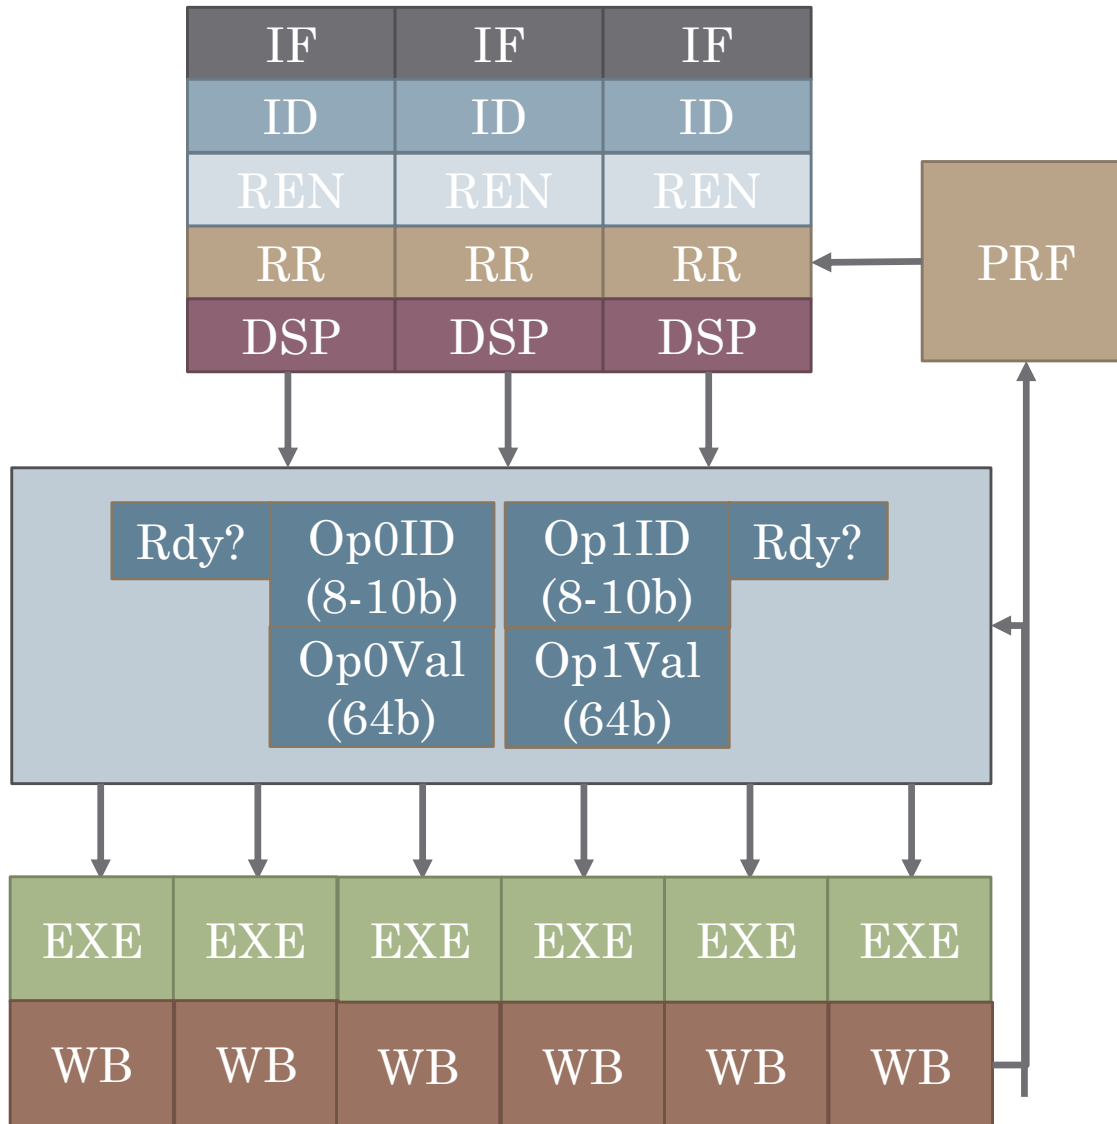 IF IF IF
ID ID ID
REN REN REN
RR RR RR
PRF
DSP DSP DSP
Rdy? Op0ID Op1ID Rdy?
(8-10b) (8-10b)
Op0Val Op1Val
(64b) (64b)
EXE EXE EXE EXE EXE EXE
WB WB WB WB WB WB